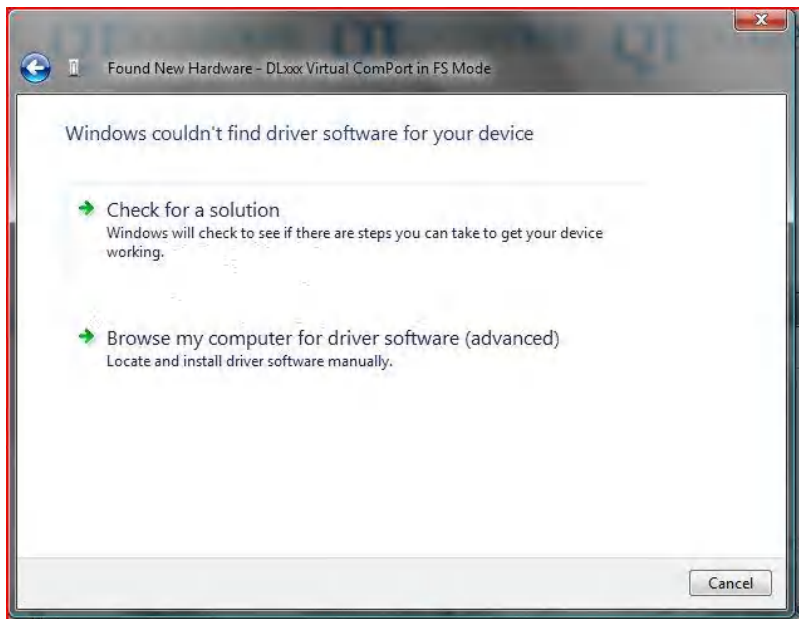 Found New Hardware - DLxxx Virtual ComPort in FS Mode
Windows couldn't find driver software for your device
Check for a solution
Windows will check to see if there are steps you can take to get your device
working.
Browse my computer for driver software (advanced)
Locate and install driver software manually.
Cancel